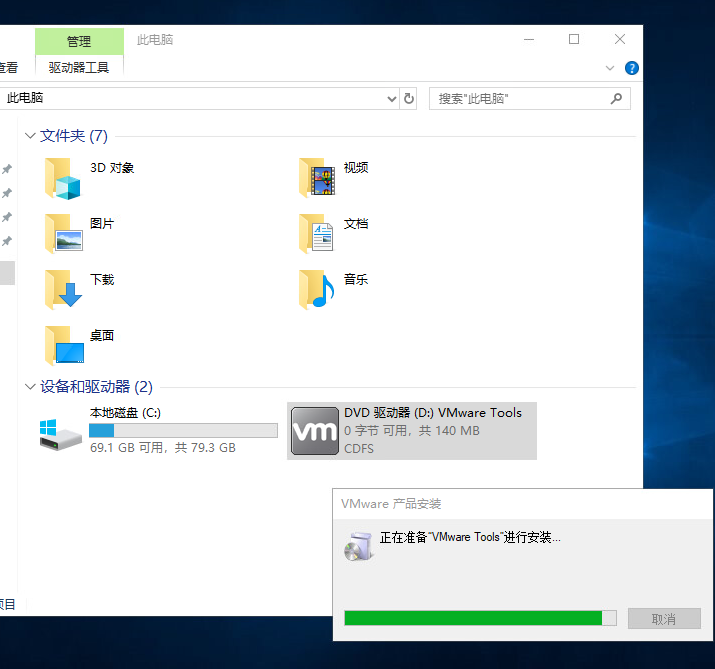 管理
此电脑
查看
驱动器工具
此电脑
搜索"此电脑"
文件夹 (7)
3D 对象
视频
图片
文档
下载
音乐
桌面
设备和驱动器 (2)
本地磁盘 (C:)
69.1 GB 可用，共 79.3 GB
vm
DVD 驱动器 (D:) VMware Tools
0 字节 可用，共 140 MB
CDFS
VMware 产品安装
正在准备"VMware Tools"进行安装...
取消
项目